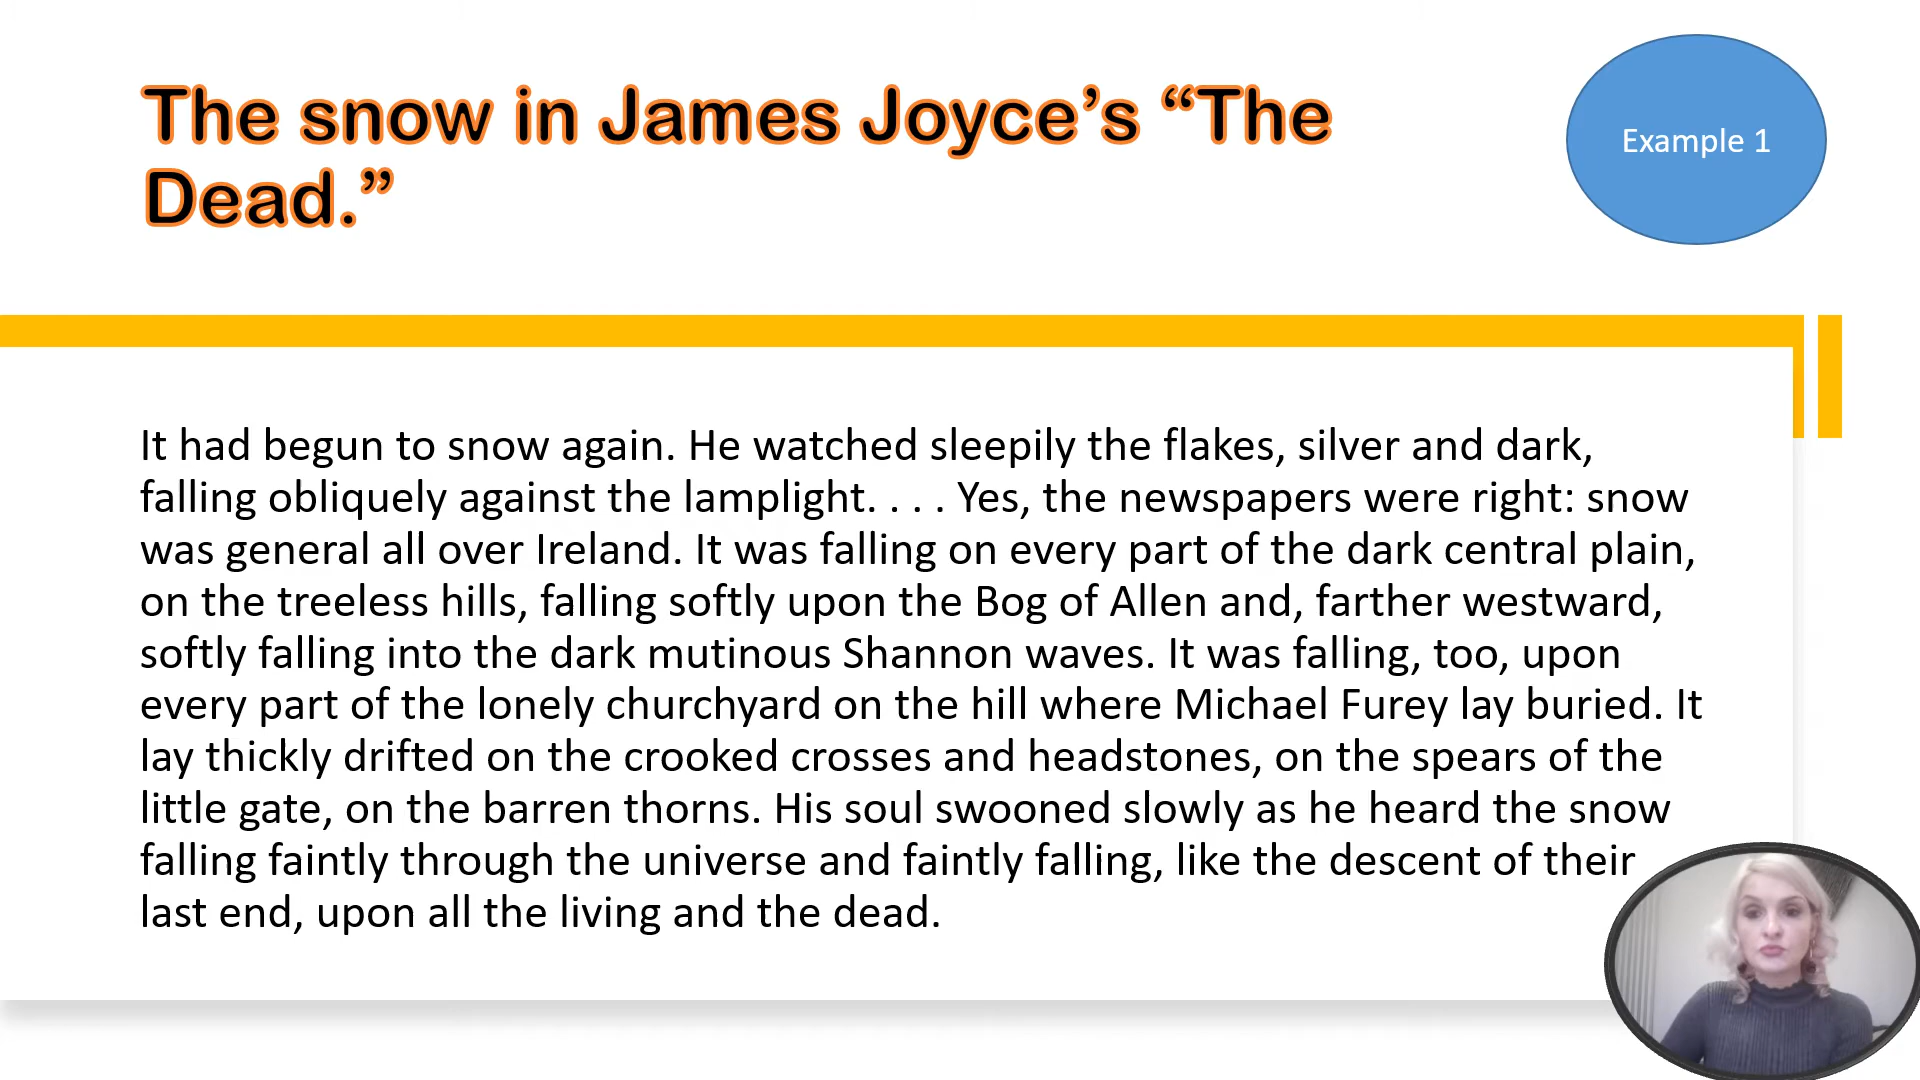 The snow in James Joyce’s “The
Dead.”
Example 1
It had begun to snow again. He watched sleepily the flakes, silver and dark,
falling obliquely against the lamplight. . . . Yes, the newspapers were right: snow
was general all over Ireland. It was falling on every part of the dark central plain,
on the treeless hills, falling softly upon the Bog of Allen and, farther westward,
softly falling into the dark mutinous Shannon waves. It was falling, too, upon
every part of the lonely churchyard on the hill where Michael Furey lay buried. It
lay thickly drifted on the crooked crosses and headstones, on the spears of the
little gate, on the barren thorns. His soul swooned slowly as he heard the snow
falling faintly through the universe and faintly falling, like the descent of their
last end, upon all the living and the dead.